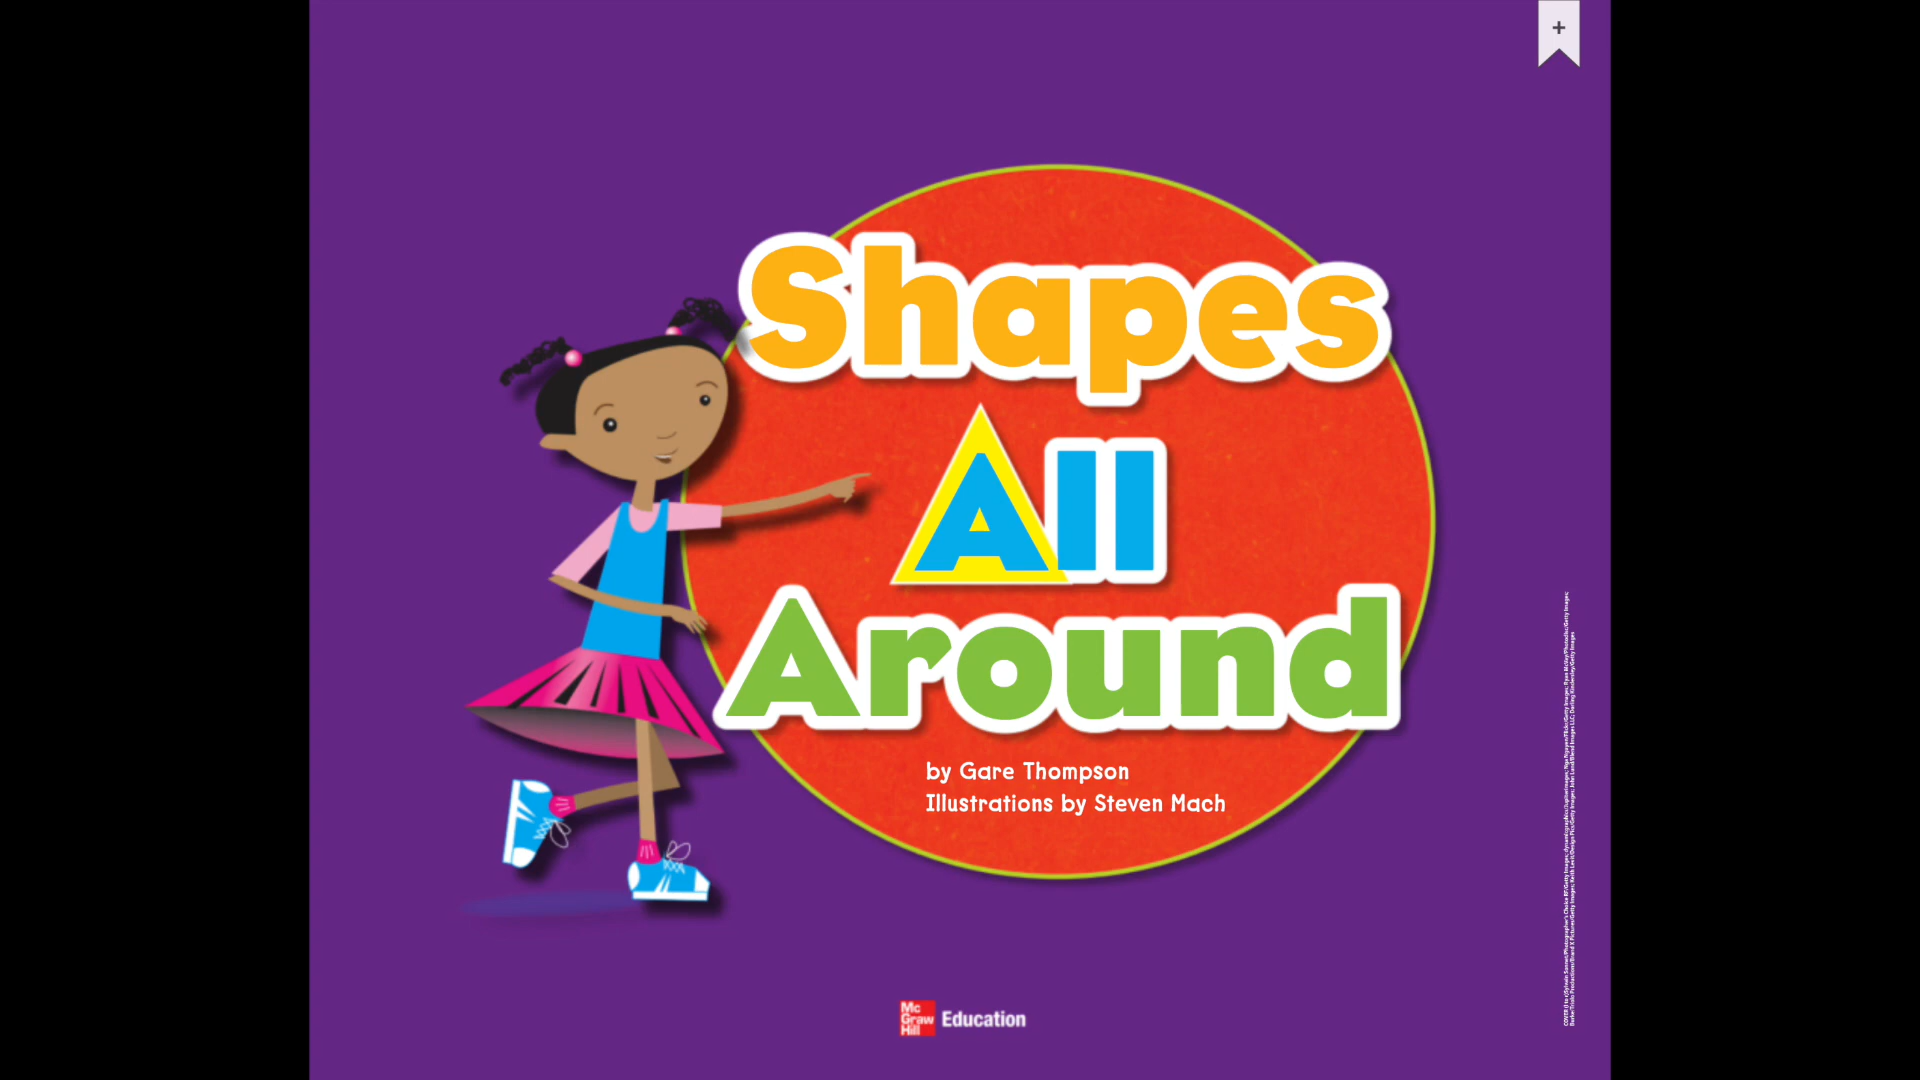 Shapes
All
Around
by Gare Thompson
Illustrations by Steven Mach
Mc
Graw
Hill
Education
+